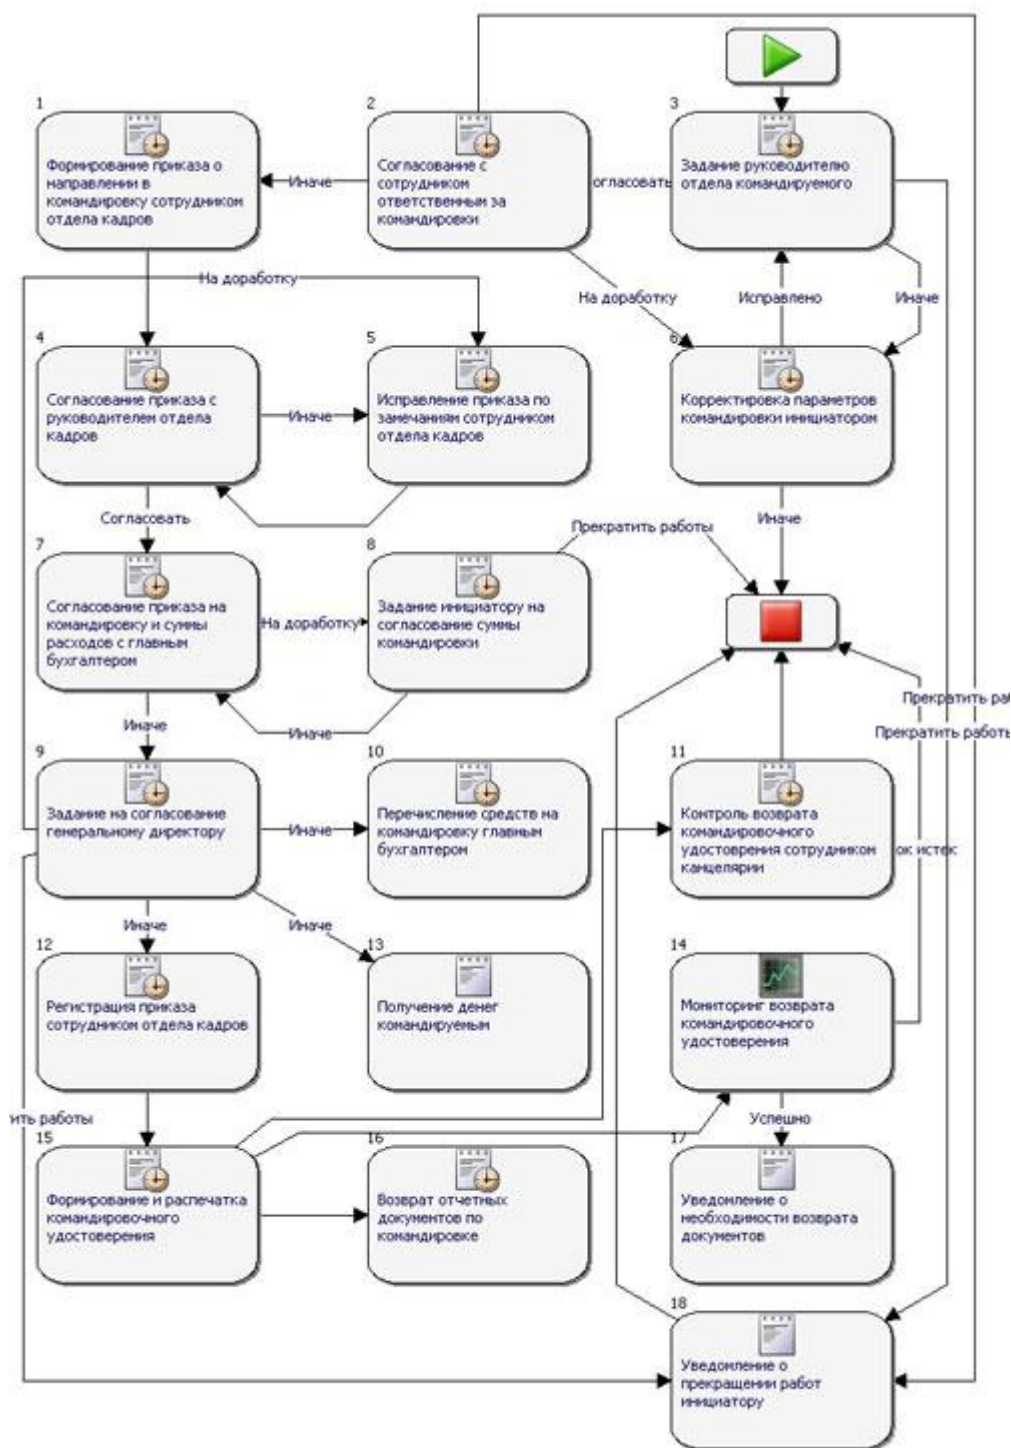 1
Формирование приказа о
направлении в
командировку сотрудником
отдела кадров
Иначе
2
Согласование с
сотрудником
ответственным за
командировки
огласовать
3
Задание руководителю
отдела командируемого
На доработку
На доработку
Исправлено
Иначе
4
Согласование приказа с
руководителем отдела
кадров
Иначе
5
Исправление приказа по
замечаниям сотрудником
отдела кадров
6
Корректировка параметров
командировки инициатором
Согласовать
Прекратить работы
Иначе
7
Согласование приказа на
командировку и суммы
расходов с главным
бухгалтером
На доработку
8
Задание инициатору на
согласование суммы
командировки
Иначе
Иначе
Прекратить раб
Прекратить работы
9
Задание на согласование
генеральному директору
Иначе
10
Перечисление средств на
командировку главным
бухгалтером
11
Контроль возврата
командировочного
удостоврения сотрудником
канцелярии
ок истек
Иначе
Иначе
12
Регистрация приказа
сотрудником отдела кадров
13
Получение денег
командируемым
14
Мониторинг возврата
командировочного
удостоверения
ить работы
Успешно
15
Формирование и распечатка
командировочного
удостоверения
16
Возврат отчетных
документов по
командировке
17
Уведомление о
необходимости возврата
документов
18
Уведомление о
прекращении работ
инициатору